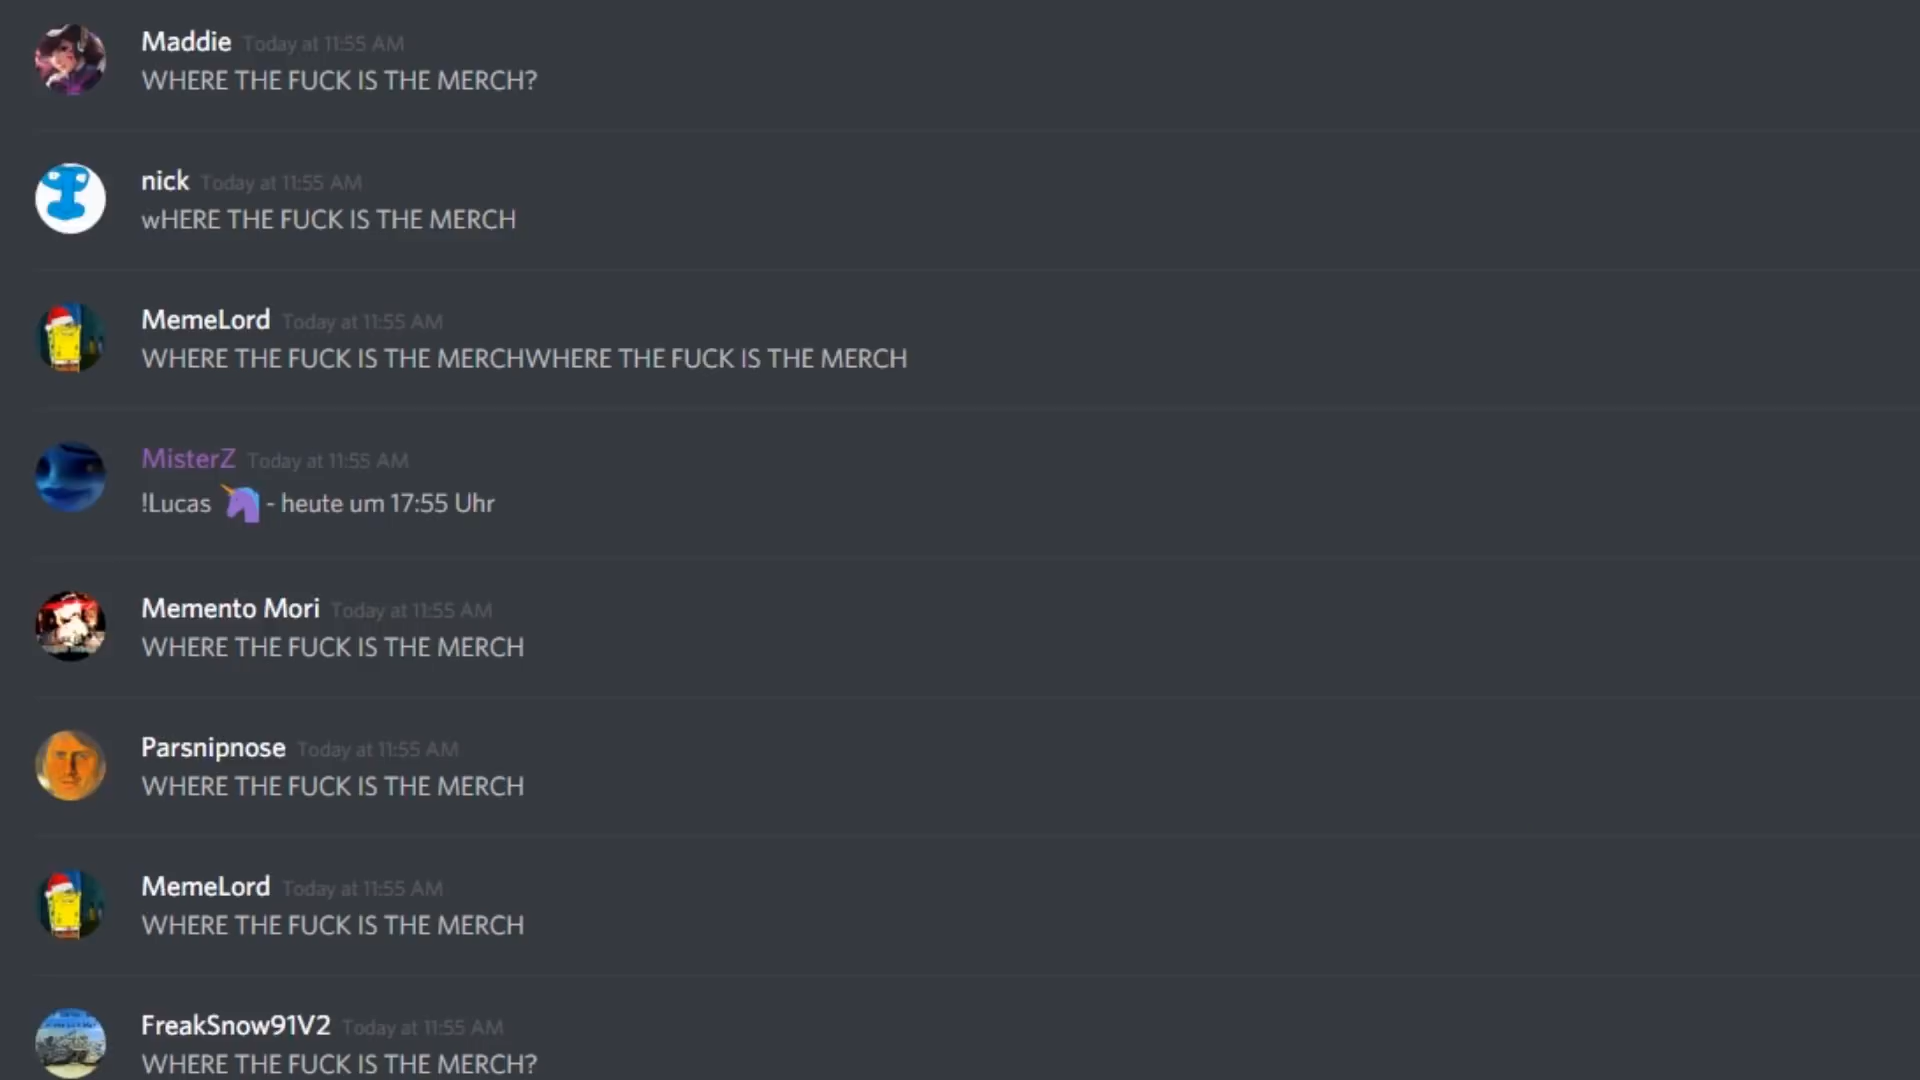 Maddie Today at 11:55 AM
WHERE THE FUCK IS THE MERCH?
nick Today at 11:55 AM
wHERE THE FUCK IS THE MERCH
MemeLord Today at 11:55 AM
WHERE THE FUCK IS THE MERCHWHERE THE FUCK IS THE MERCH
MisterZ Today at 11:55 AM
!Lucas 🦄 - heute um 17:55 Uhr
Memento Mori Today at 11:55 AM
WHERE THE FUCK IS THE MERCH
Parsnipnose Today at 11:55 AM
WHERE THE FUCK IS THE MERCH
MemeLord Today at 11:55 AM
WHERE THE FUCK IS THE MERCH
FreakSnow91V2 Today at 11:55 AM
WHERE THE FUCK IS THE MERCH?